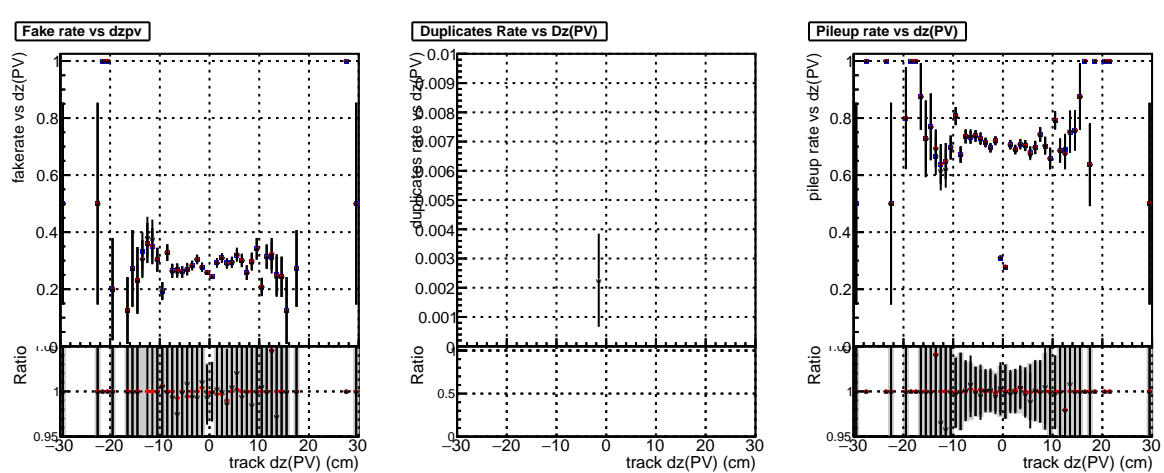 Fake rate vs dzpv
fakerate vs dz(PV)
1
0.8
0.6
0.4
0.2
Ratio
1
0.95
−30 −20 −10 0 10 20 30
track dz(PV) (cm)
Duplicates Rate vs Dz(PV)
duplicates rate vs dz(PV)
0.01
0.009
0.008
0.007
0.006
0.005
0.004
0.003
0.002
0.001
0
Ratio
1
0.5
0
−30 −20 −10 0 10 20 30
track dz(PV) (cm)
Pileup rate vs dz(PV)
pileup rate vs dz(PV)
1
0.8
0.6
0.4
0.2
Ratio
1
0.95
−30 −20 −10 0 10 20 30
track dz(PV) (cm)